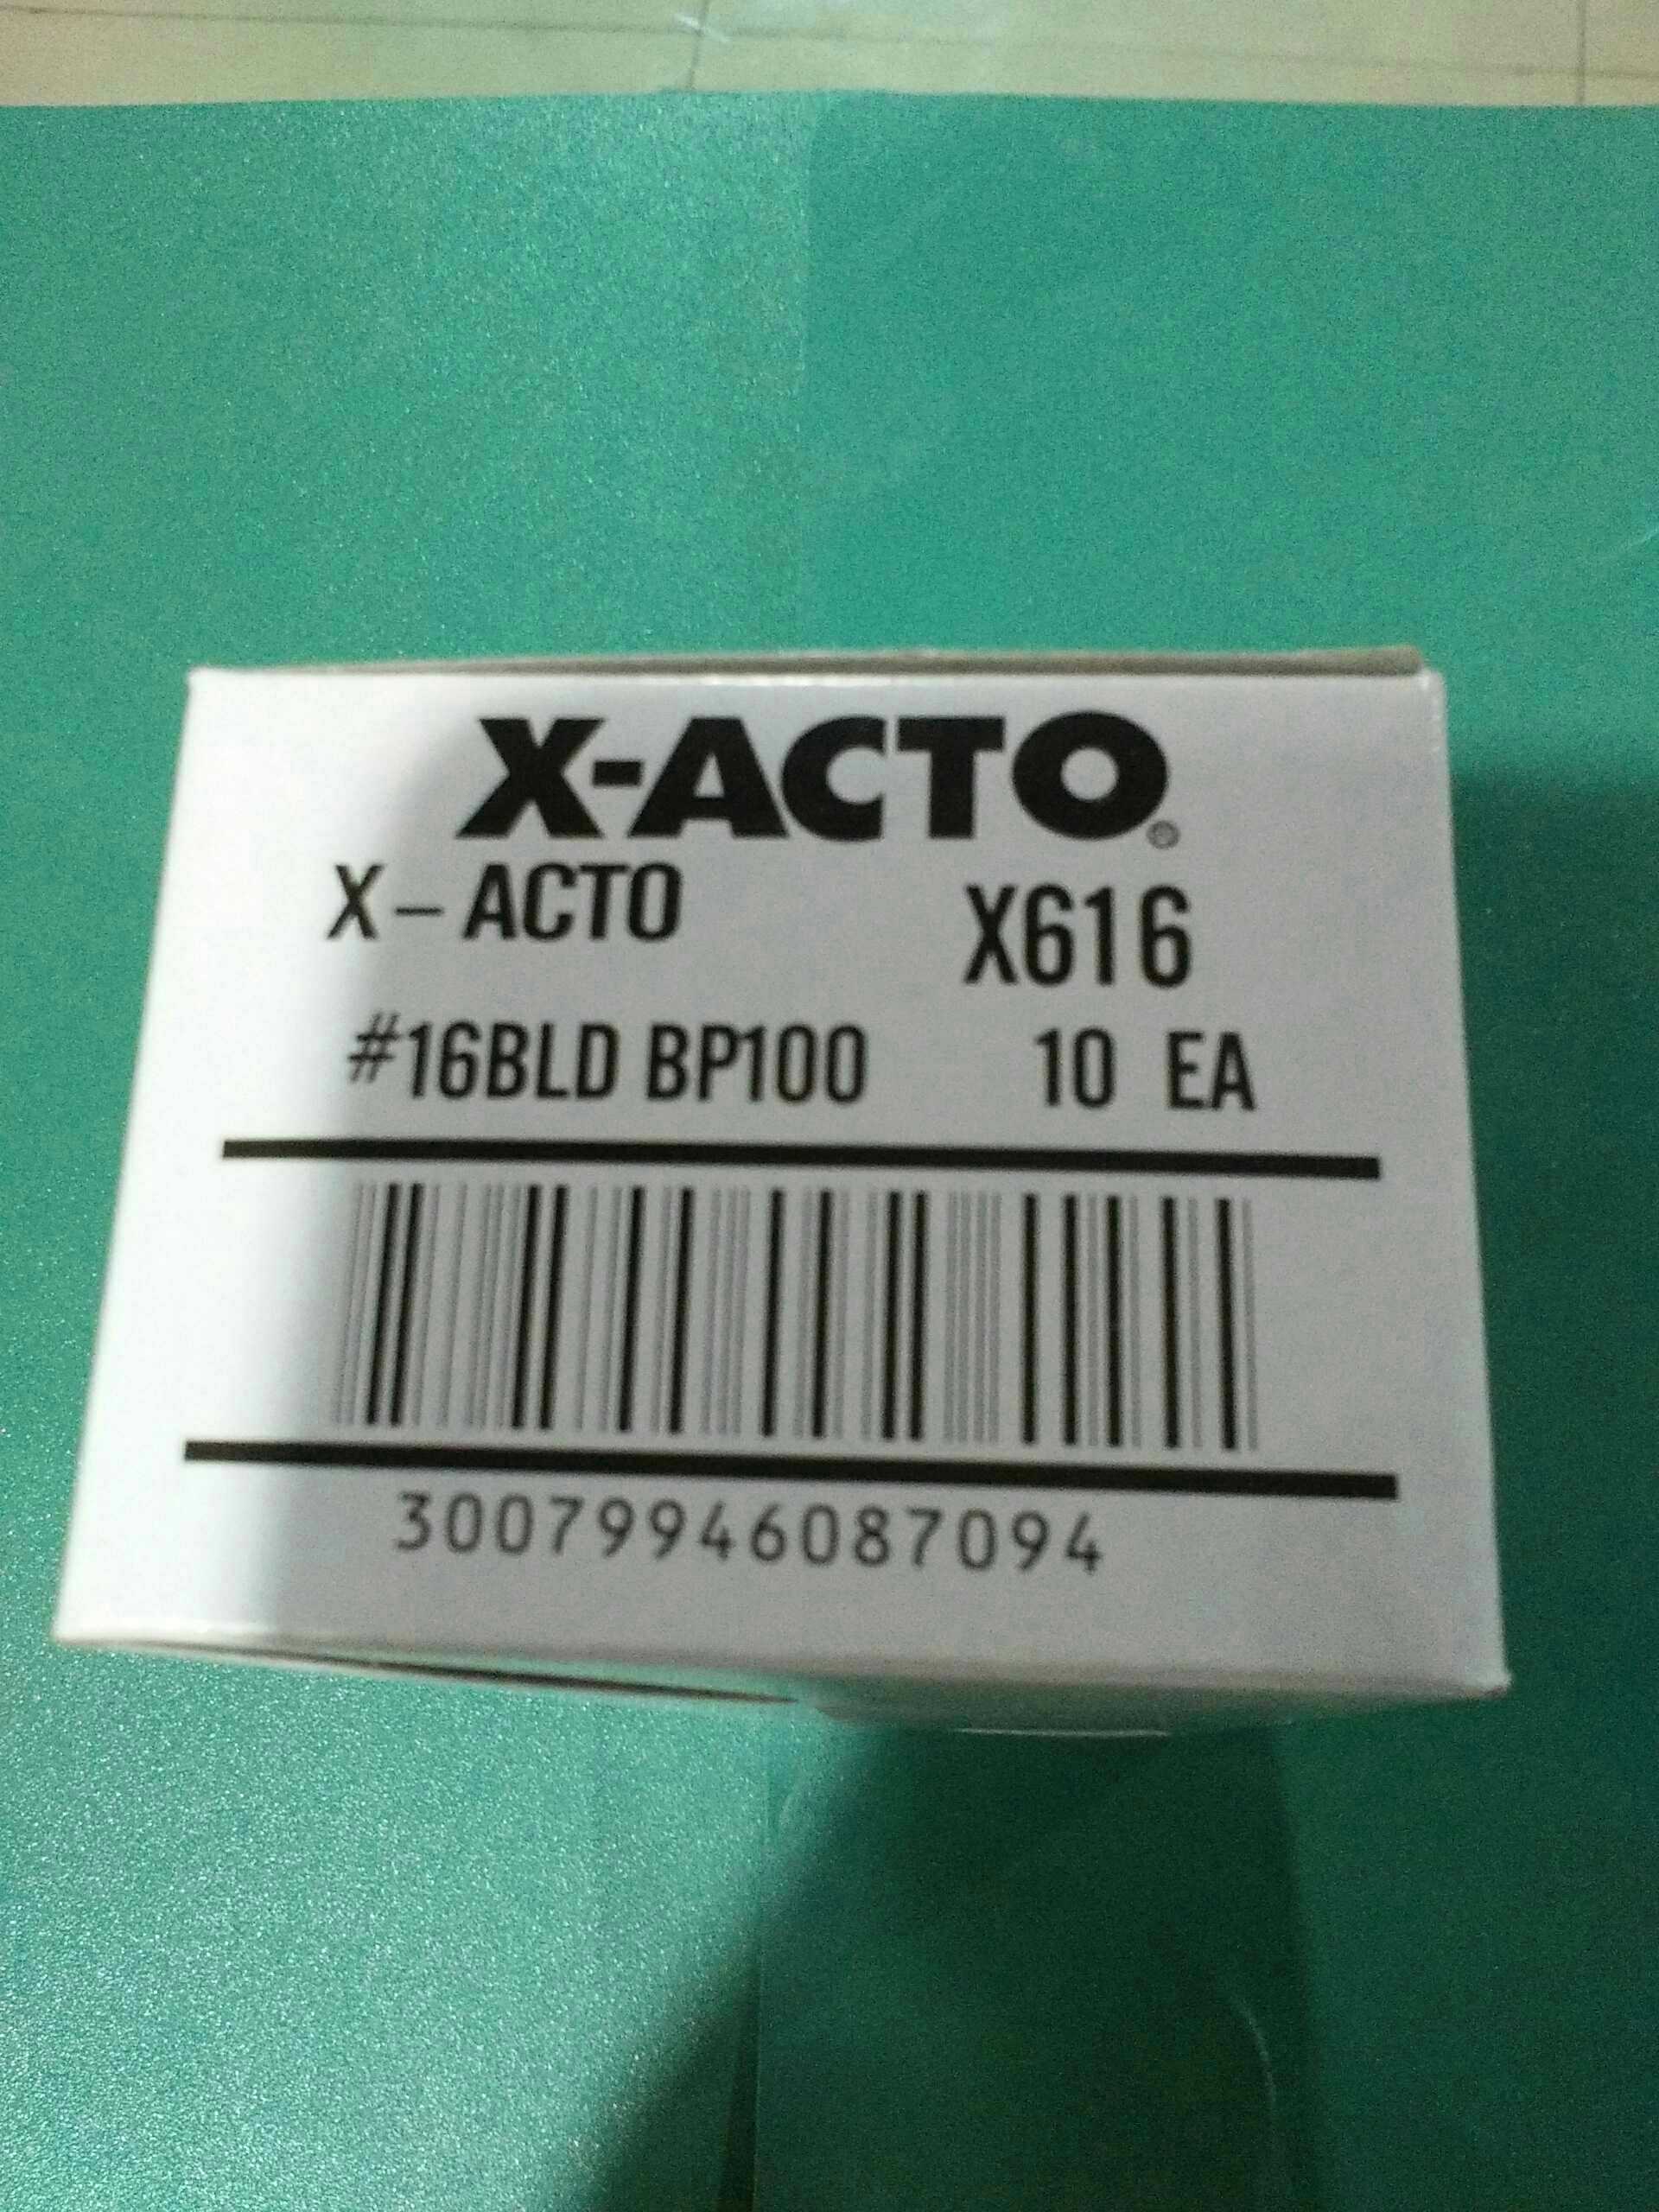 X-ACTO®
X-ACTO X616
#16BLD BP100 10 EA
30079946087094